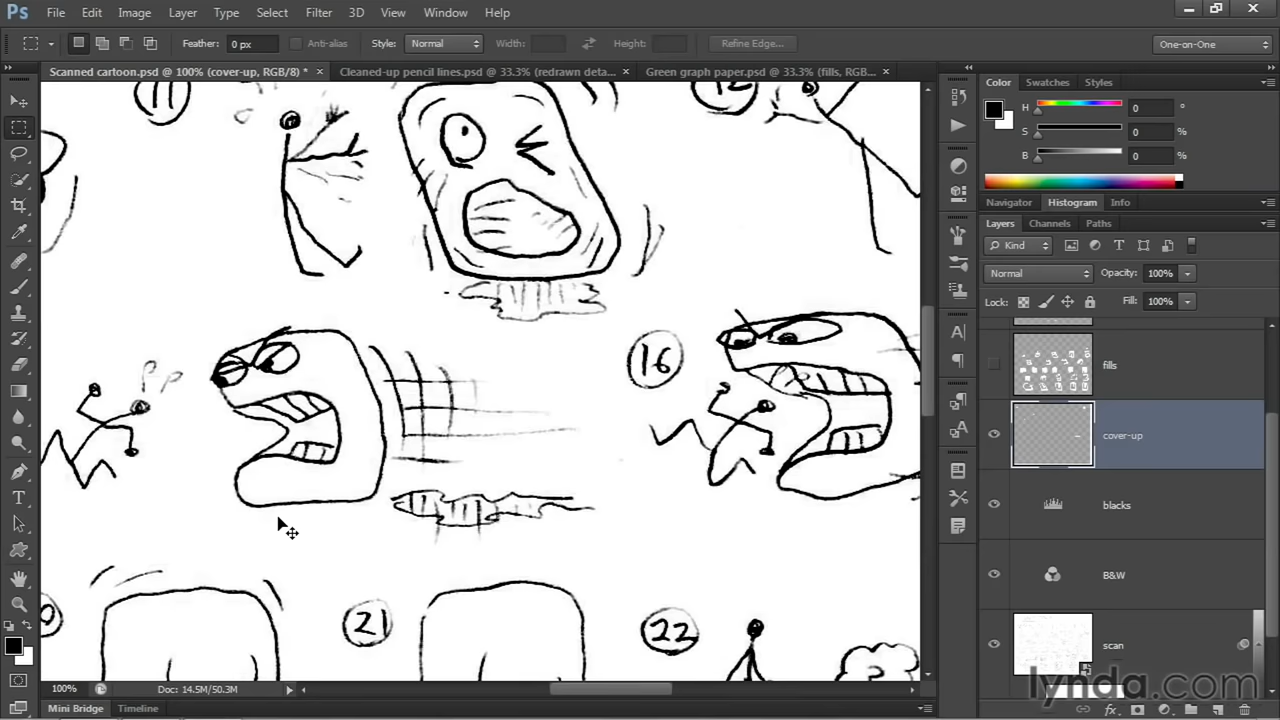 Ps File Edit Image Layer Type Select Filter 3D View Window Help
Feather: 0 px Anti-alias Style: Normal Width: Height: Refine Edge... One-on-One
Scanned cartoon.psd @ 100% (cover-up, RGB/8) * × Cleaned-up pencil lines.psd @ 33.3% (redrawn deta... × Green graph paper.psd @ 33.3% (fills, RGB... ×
Color Swatches Styles
H 0 °
S 0 %
B 0 %
Navigator Histogram Info
Layers Channels Paths
Kind
Normal Opacity: 100%
Lock: Fill: 100%
fills
cover-up
blacks
B&W
scan
11 12
16
21 22
100% Doc: 14.5M/50.3M
Mini Bridge Timeline
lynda.com